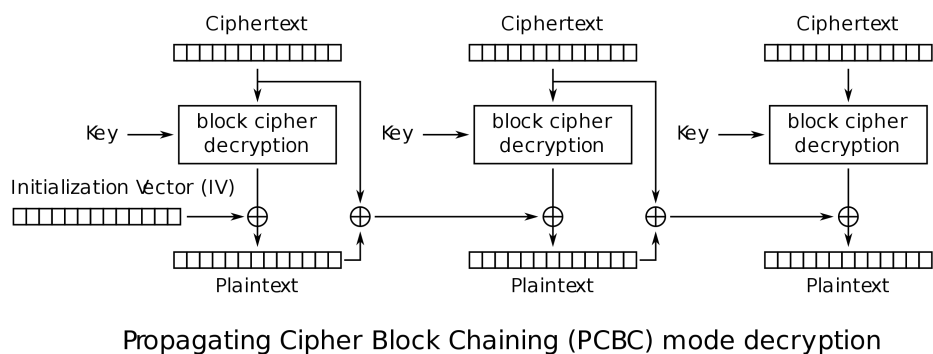 Ciphertext
Ciphertext
Ciphertext
Key
block cipher
decryption
Key
block cipher
decryption
Key
block cipher
decryption
Initialization Vector (IV)
Plaintext
Plaintext
Plaintext
Propagating Cipher Block Chaining (PCBC) mode decryption